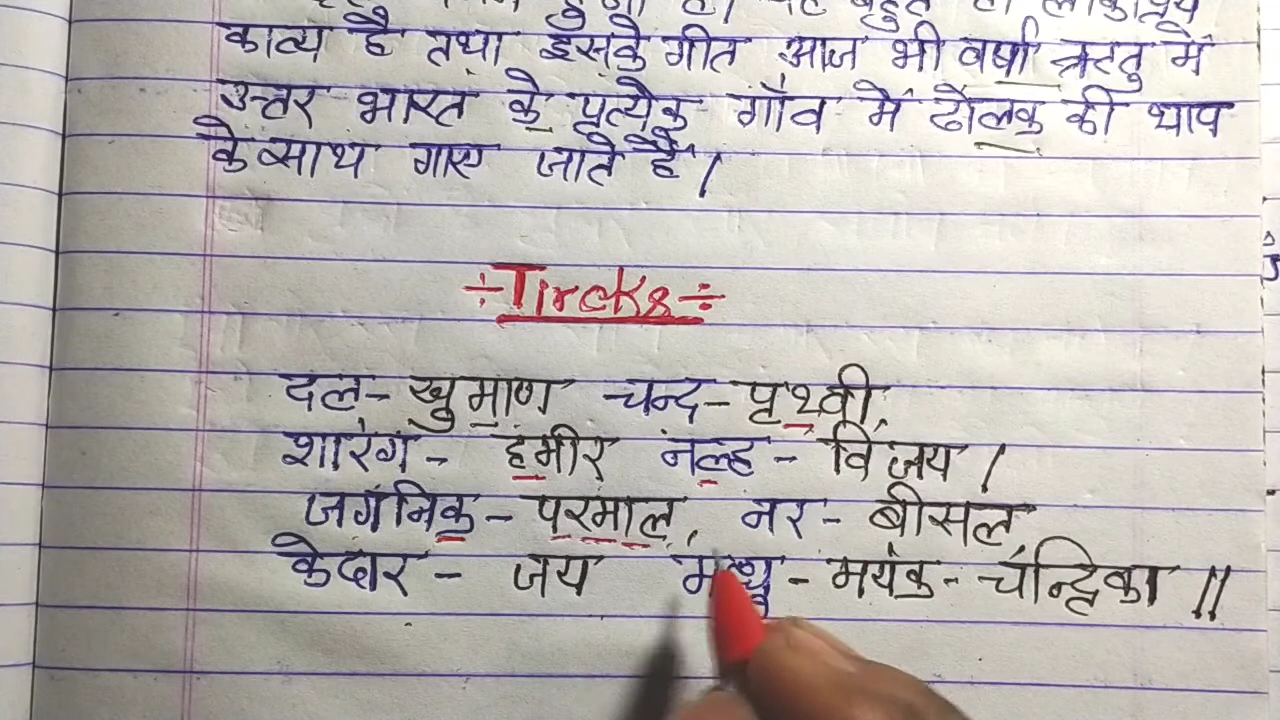 काव्य है तथा इसके गीत आज भी वर्षा ऋतु में
उत्तर भारत के प्रत्येक गाँव में ढोलक की थाप
के साथ गाए जाते हैं।
÷Tircks÷
दल- खुमाण चन्द-पृथ्वी,
शारंग- हमीर नल्ह- विजय।
जगनिक- परमाल, नर- बीसल,
केदार- जय मधु- मयंक- चन्द्रिका॥